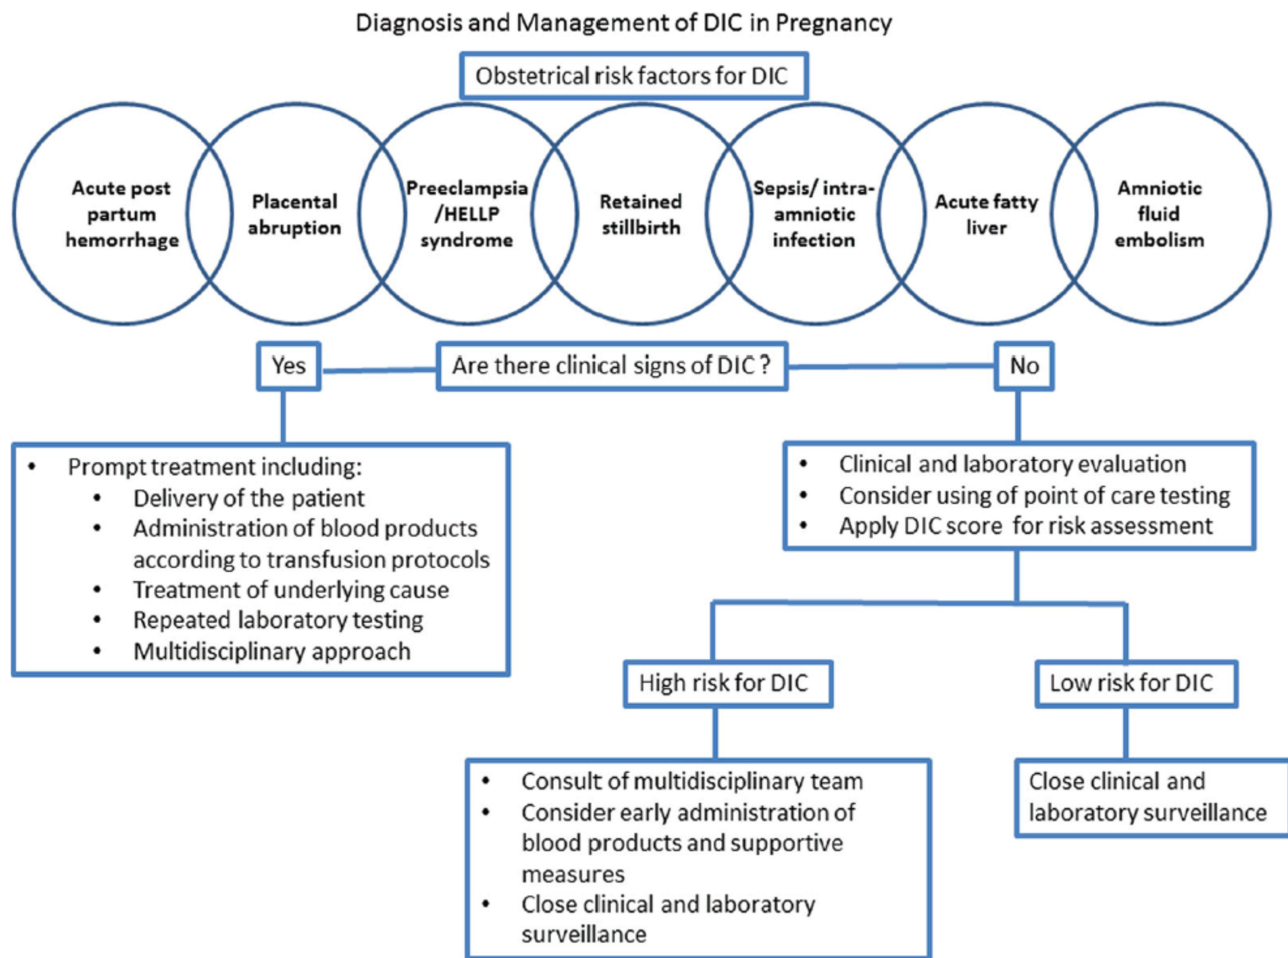 Diagnosis and Management of DIC in Pregnancy
Obstetrical risk factors for DIC
Acute post
partum
hemorrhage
Placental
abruption
Preeclampsia
/HELLP
syndrome
Retained
stillbirth
Sepsis/ intra-
amniotic
infection
Acute fatty
liver
Amniotic
fluid
embolism
Yes
Are there clinical signs of DIC ?
No
• Prompt treatment including:
• Delivery of the patient
• Administration of blood products
according to transfusion protocols
• Treatment of underlying cause
• Repeated laboratory testing
• Multidisciplinary approach
• Clinical and laboratory evaluation
• Consider using of point of care testing
• Apply DIC score for risk assessment
High risk for DIC
Low risk for DIC
• Consult of multidisciplinary team
• Consider early administration of
blood products and supportive
measures
• Close clinical and laboratory
surveillance
Close clinical and
laboratory surveillance